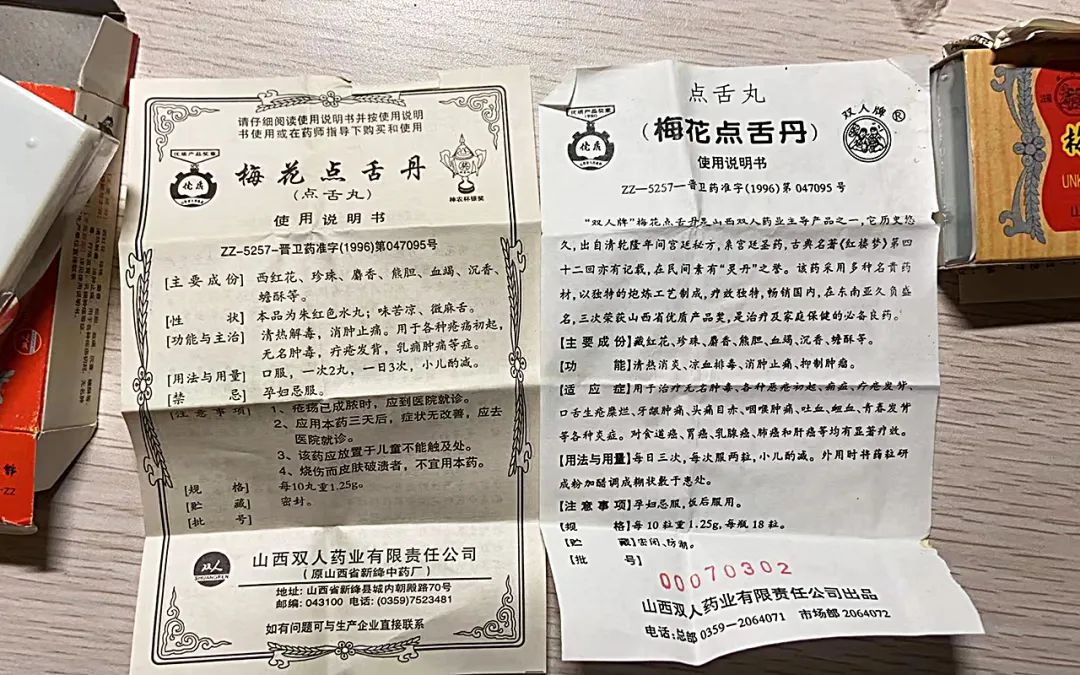 请仔细阅读使用说明书并按使用说明
书使用或在药师指导下购买和使用
优质产品奖章
优质
梅花点舌丹
(点舌丸)
神农杯银奖
使用说明书
ZZ-5257-晋卫药准字(1996)第047095号
[主要成份] 西红花、珍珠、麝香、熊胆、血竭、沉香、
蟾酥等。
[性 状] 本品为朱红色水丸；味苦凉、微麻舌。
[功能与主治] 清热解毒，消肿止痛。用于各种疮疡初起，
无名肿毒，疔疮发背，乳痈肿痛等症。
[用法与用量] 口服，一次2丸，一日3次，小儿酌减。
[禁 忌] 孕妇忌服。
[注意事项] 1、疮疡已成脓时，应到医院就诊。
2、应用本药三天后，症状无改善，应去
医院就诊。
3、该药应放置于儿童不能触及处。
4、烧伤而皮肤破溃者，不宜用本药。
[规 格] 每10丸重1.25g。
[贮 藏] 密封。
[批 号]
双人
SHUANGREN
山西双人药业有限责任公司
(原山西省新绛中药厂)
地址: 山西省新绛县城内朝殿路70号
邮编: 043100 电话: (0359)7523481
如有问题可与生产企业直接联系
点舌丸
优质产品奖章
优质
(梅花点舌丹)
双人牌®
使用说明书
ZZ-5257-晋卫药准字(1996)第 047095 号
“双人牌”梅花点舌丹是山西双人药业主导产品之一，它历史悠
久，出自清乾隆年间宫廷秘方，亲宫廷圣药，古典名著《红楼梦》第四
十二回亦有记载，在民间素有“灵丹”之誉。该药采用多种名贵药
材，以独特的炮炼工艺制成，疗效独特，畅销国内，在东南亚久负盛
名，三次荣获山西省优质产品奖，是治疗及家庭保健的必备良药。
[主要成份]藏红花、珍珠、麝香、熊胆、血竭、沉香、蟾酥等。
[功 能]清热消炎、凉血排毒、消肿止痛、抑制肿瘤。
[适 应 症]用于治疗无名肿毒、各种恶疮初起、疔疮发背、
口舌生疮糜烂、牙龈肿痛、头痛目赤、咽喉肿痛、吐血、衄血、青春发
等各种炎症。对食道癌、胃癌、乳腺癌、肺癌和肝癌等均有显著疗效。
[用法与用量]每日三次，每次服两粒，小儿酌减。外用时将药粒研
成粉加醋调成糊状敷于患处。
[注意事项]孕妇忌服，饭后服用。
[规 格]每10粒重1.25g，每瓶18粒。
[贮 藏]密闭、防潮。
[批 号]
00070302
山西双人药业有限责任公司出品
电话:总部 0359-2064071 市场部 2064072
梅
UNK
山
ZZ-5